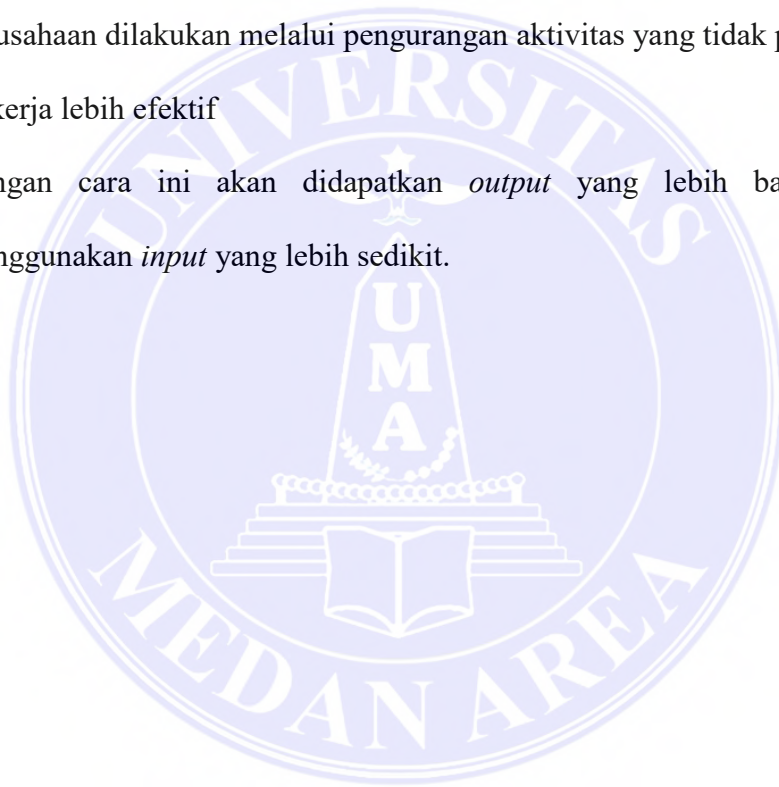 usahaan dilakukan melalui pengurangan aktivitas yang tidak p
kerja lebih efektif
ngan cara ini akan didapatkan output yang lebih ba
nggunakan input yang lebih sedikit.
UNIVERSITAS
UMA
MEDAN AREA